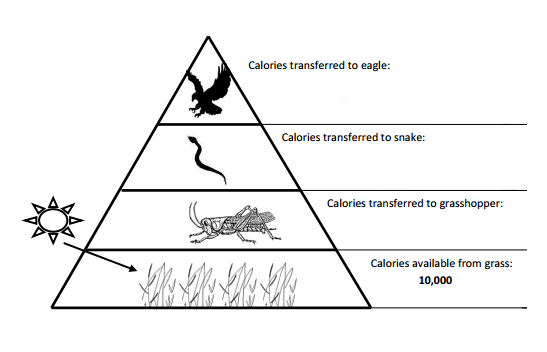 Calories transferred to eagle:
Calories transferred to snake:
Calories transferred to grasshopper:
Calories available from grass:
10,000